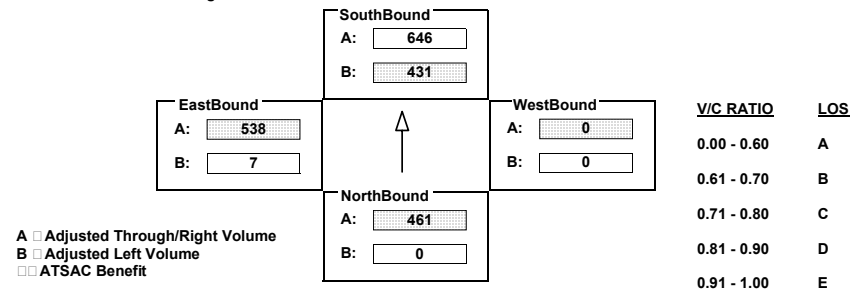 SouthBound
A: 646
B: 431
EastBound
A: 538
B: 7
WestBound
A: 0
B: 0
NorthBound
A: 461
B: 0
A □ Adjusted Through/Right Volume
B □ Adjusted Left Volume
□□ ATSAC Benefit
V/C RATIO LOS
0.00 - 0.60 A
0.61 - 0.70 B
0.71 - 0.80 C
0.81 - 0.90 D
0.91 - 1.00 E